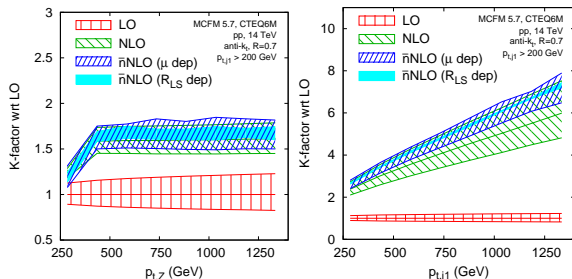 LO
NLO
n̄NLO (μ dep)
n̄NLO (R_LS dep)
MCFM 5.7, CTEQ6M
pp, 14 TeV
anti-k_t, R=0.7
p_t,j1 > 200 GeV
K-factor wrt LO
3
2.5
2
1.5
1
0.5
250 500 750 1000 1250
p_t,Z (GeV)
LO
NLO
n̄NLO (μ dep)
n̄NLO (R_LS dep)
MCFM 5.7, CTEQ6M
pp, 14 TeV
anti-k_t, R=0.7
p_t,j1 > 200 GeV
K-factor wrt LO
10
8
6
4
2
0
250 500 750 1000 1250
p_t,j1 (GeV)